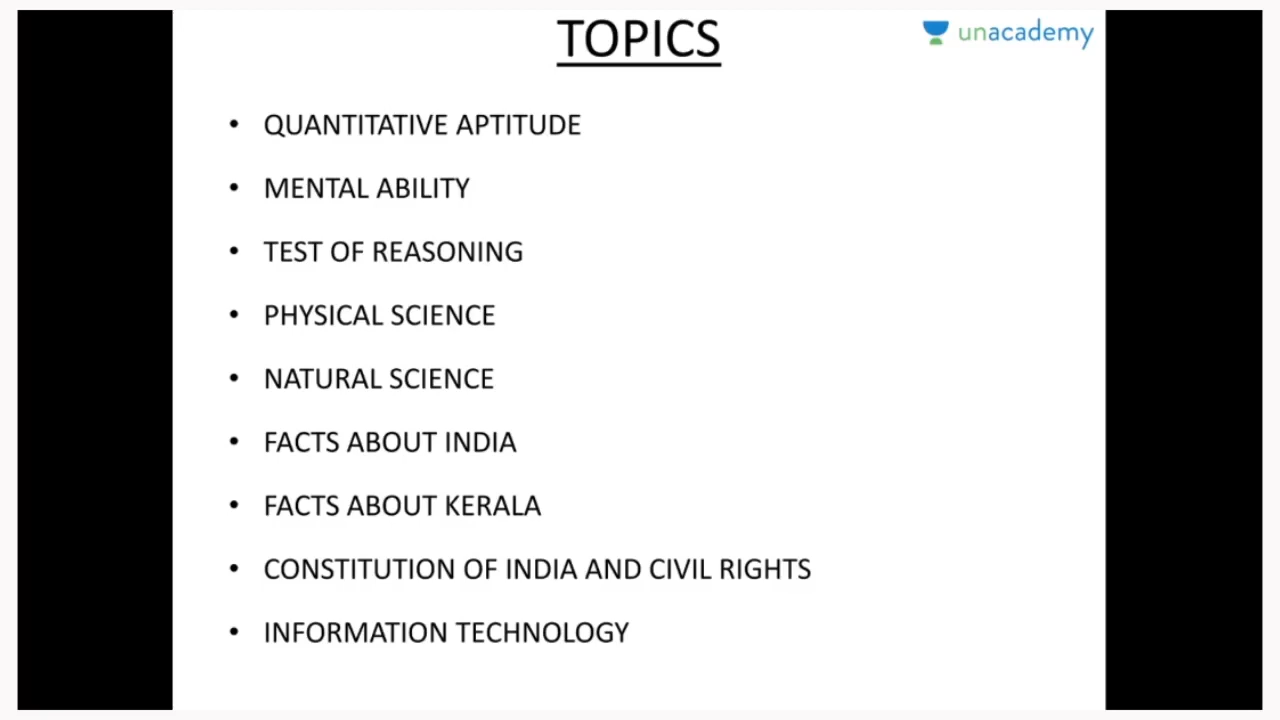 TOPICS
unacademy
• QUANTITATIVE APTITUDE
• MENTAL ABILITY
• TEST OF REASONING
• PHYSICAL SCIENCE
• NATURAL SCIENCE
• FACTS ABOUT INDIA
• FACTS ABOUT KERALA
• CONSTITUTION OF INDIA AND CIVIL RIGHTS
• INFORMATION TECHNOLOGY